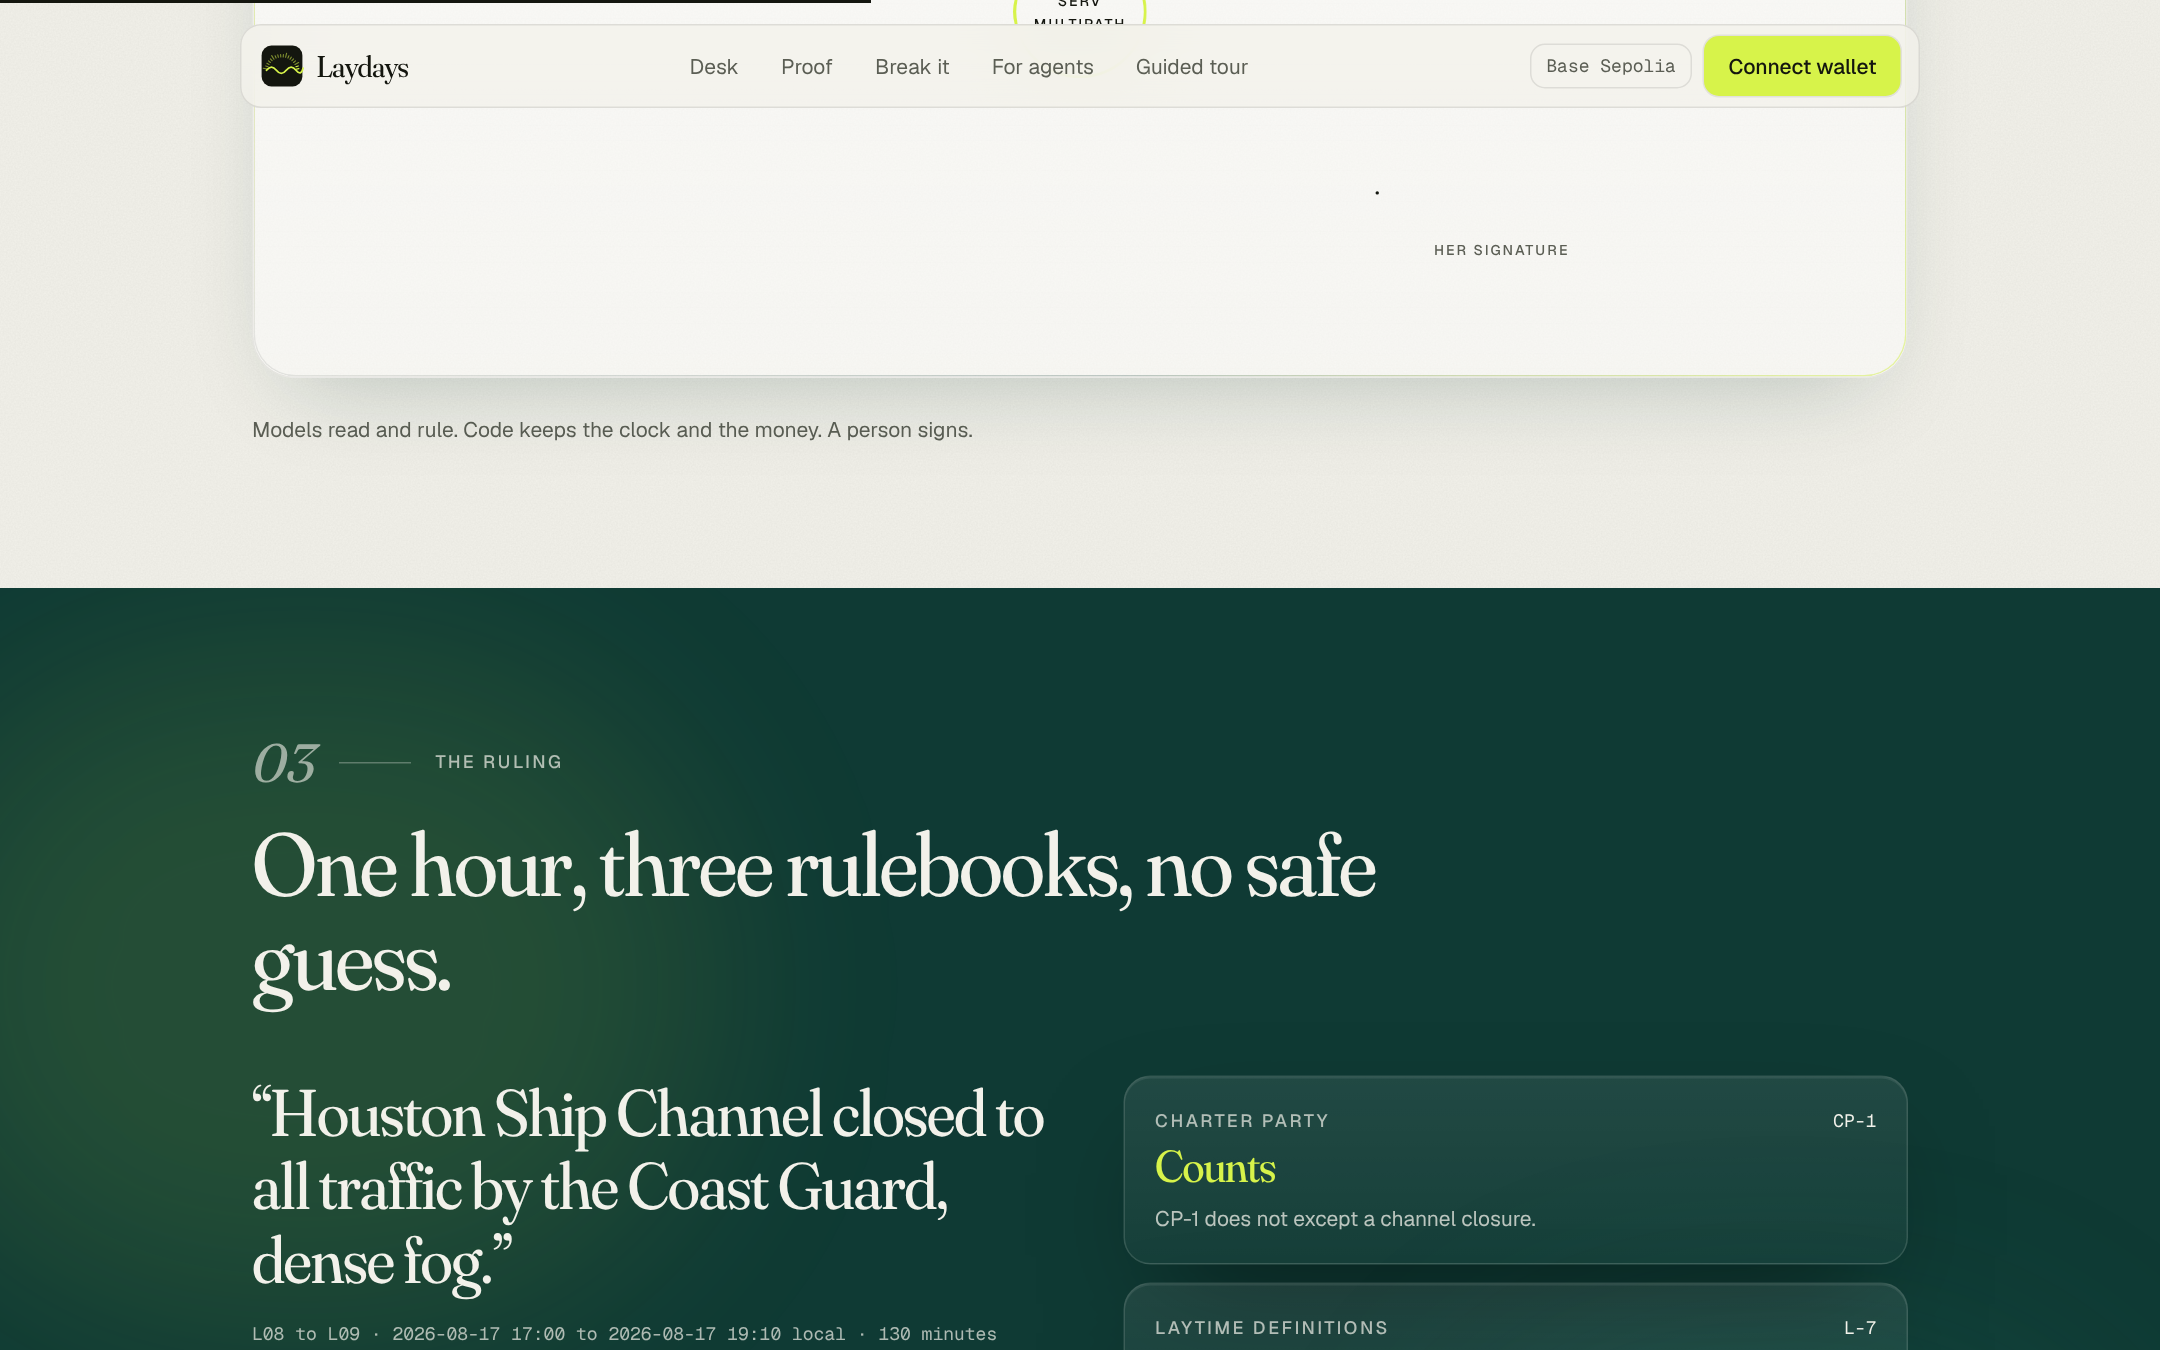 SERV
MULTIPATH
Laydays
Desk
Proof
Break it
For agents
Guided tour
Base Sepolia
Connect wallet
HER SIGNATURE
Models read and rule. Code keeps the clock and the money. A person signs.
03
THE RULING
One hour, three rulebooks, no safe
guess.
“Houston Ship Channel closed to
all traffic by the Coast Guard,
dense fog.”
L08 to L09 · 2026-08-17 17:00 to 2026-08-17 19:10 local · 130 minutes
CHARTER PARTY
CP-1
Counts
CP-1 does not except a channel closure.
LAYTIME DEFINITIONS
L-7